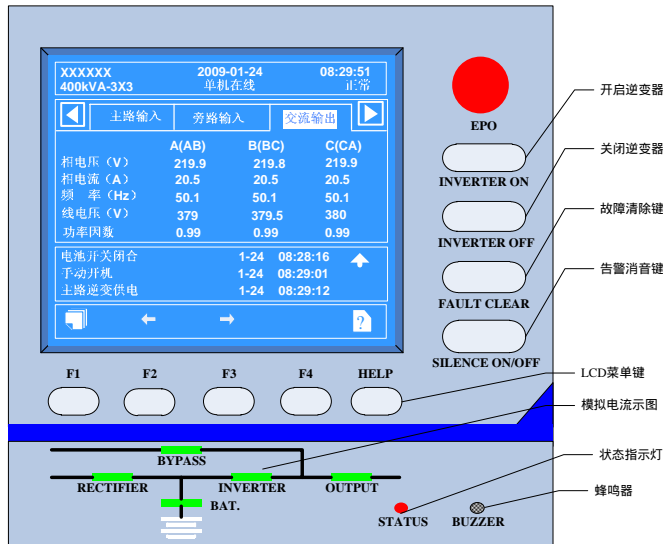 XXXXXX 2009-01-24 08:29:51
400kVA-3X3 单机在线 正常
主路输入 旁路输入 交流输出
A(AB) B(BC) C(CA)
相电压（V） 219.9 219.8 219.9
相电流（A） 20.5 20.5 20.5
频 率（Hz） 50.1 50.1 50.1
线电压（V） 379 379.5 380
功率因数 0.99 0.99 0.99
电池开关闭合 1-24 08:28:16
手动开机 1-24 08:29:01
主路逆变供电 1-24 08:29:12
?
EPO
INVERTER ON
INVERTER OFF
FAULT CLEAR
SILENCE ON/OFF
F1 F2 F3 F4 HELP
开启逆变器
关闭逆变器
故障清除键
告警消音键
LCD菜单键
模拟电流示图
状态指示灯
蜂鸣器
BYPASS
RECTIFIER INVERTER OUTPUT
BAT.
STATUS BUZZER